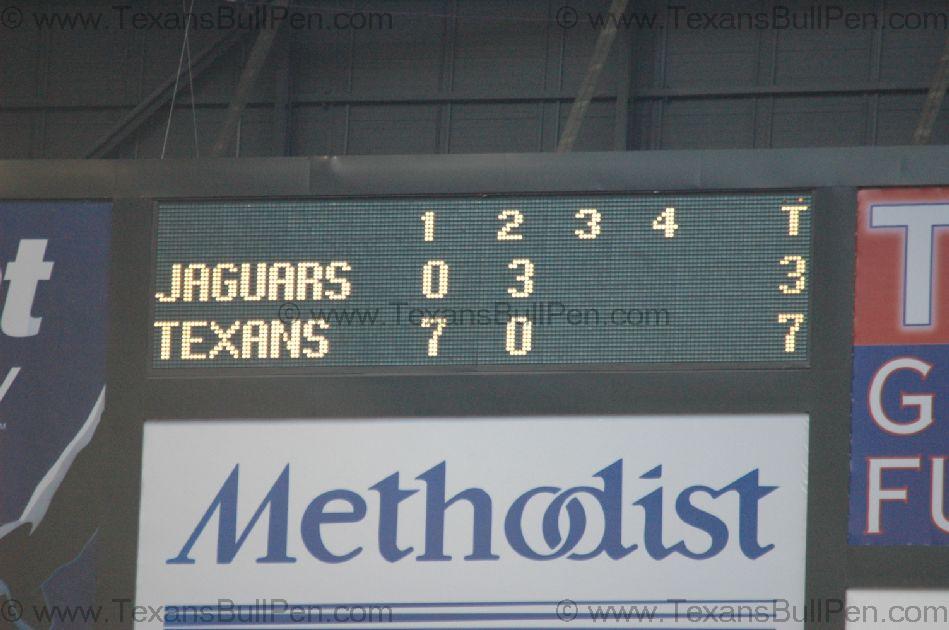 © www.TexansBullPen.com © www.TexansBullPen.com
1 2 3 4 T
JAGUARS 0 3 3
TEXANS 7 0 7
© www.TexansBullPen.com
t
T
G
FU
Methodist
© www.TexansBullPen.com © www.TexansBullPen.com